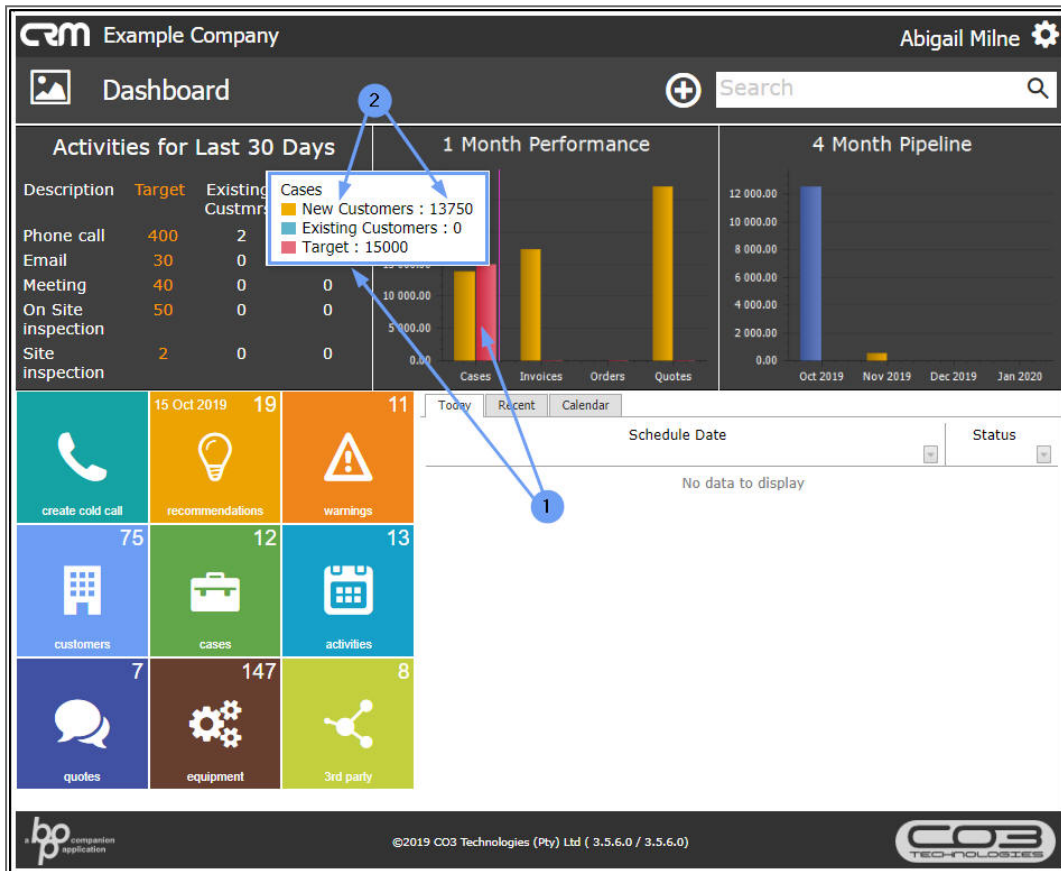 CRM Example Company
Abigail Milne
Dashboard
Search
2
Activities for Last 30 Days
Description Target Existing
Custmrs
Phone call 400 2
Email 30 0
Meeting 40 0 0
On Site 50 0 0
inspection
Site 2 0 0
inspection
Cases
New Customers : 13750
Existing Customers : 0
Target : 15000
1 Month Performance
10 000.00
5 000.00
0.00
Cases Invoices Orders Quotes
4 Month Pipeline
12 000.00
10 000.00
8 000.00
6 000.00
4 000.00
2 000.00
0.00
Oct 2019 Nov 2019 Dec 2019 Jan 2020
1
create cold call
15 Oct 2019 19
recommendations
11
warnings
75
customers
12
cases
13
activities
7
quotes
147
equipment
8
3rd party
Today Recent Calendar
Schedule Date Status
No data to display
a bpo companion
application
©2019 CO3 Technologies (Pty) Ltd ( 3.5.6.0 / 3.5.6.0)
CO3
TECHNOLOGIES